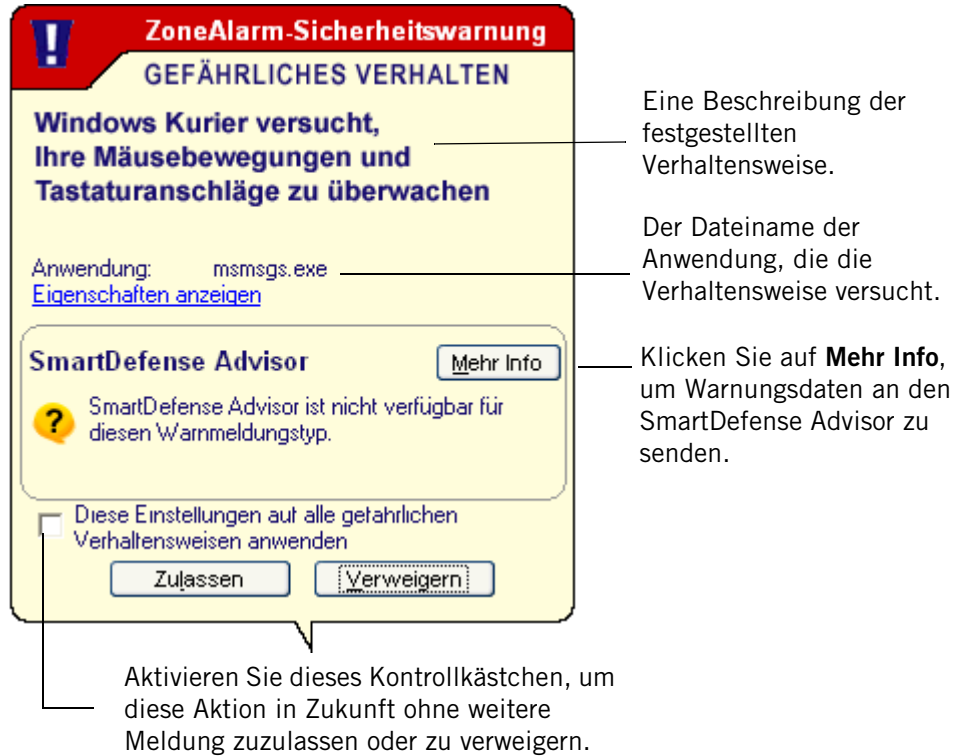 ZoneAlarm-Sicherheitswarnung
GEFÄHRLICHES VERHALTEN
Windows Kurier versucht,
Ihre Mäusebewegungen und
Tastaturanschläge zu überwachen
Eine Beschreibung der
festgestellten
Verhaltensweise.
Anwendung: msmsgs.exe
Eigenschaften anzeigen
Der Dateiname der
Anwendung, die die
Verhaltensweise versucht.
SmartDefense Advisor
Mehr Info
SmartDefense Advisor ist nicht verfügbar für
diesen Warnmeldungstyp.
Klicken Sie auf Mehr Info,
um Warnungsdaten an den
SmartDefense Advisor zu
senden.
Diese Einstellungen auf alle gefährlichen
Verhaltensweisen anwenden
Zulassen
Verweigern
Aktivieren Sie dieses Kontrollkästchen, um
diese Aktion in Zukunft ohne weitere
Meldung zuzulassen oder zu verweigern.